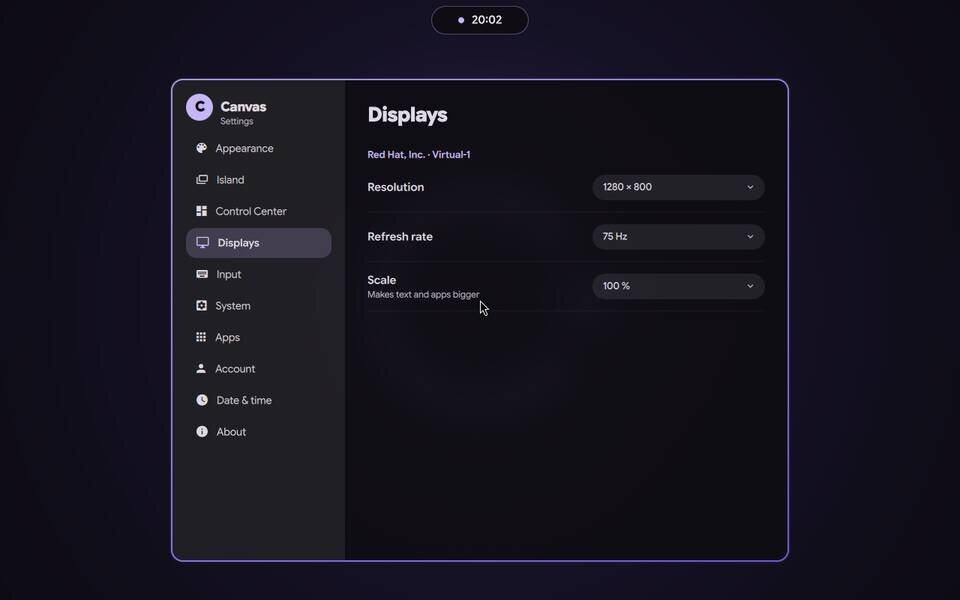 20:02
C
Canvas
Settings
Appearance
Island
Control Center
Displays
Input
System
Apps
Account
Date & time
About
Displays
Red Hat, Inc. · Virtual-1
Resolution
1280 × 800
Refresh rate
75 Hz
Scale
Makes text and apps bigger
100 %